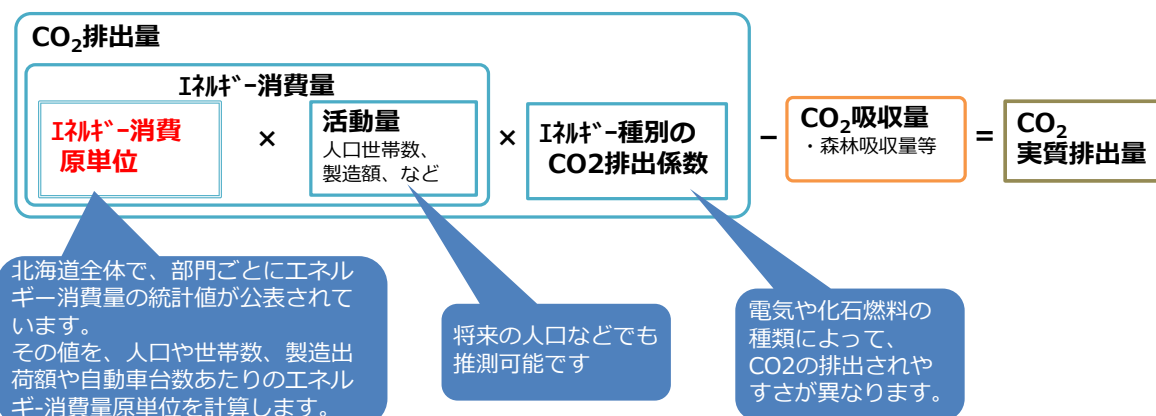 CO₂排出量
ｴﾈﾙｷﾞｰ消費量
ｴﾈﾙｷﾞｰ消費
原単位
×
活動量
人口世帯数、
製造額、など
×
ｴﾈﾙｷﾞｰ種別の
CO2排出係数
−
CO₂吸収量
・森林吸収量等
=
CO₂
実質排出量
北海道全体で、部門ごとにエネル
ギー消費量の統計値が公表されて
います。
その値を、人口や世帯数、製造出
荷額や自動車台数あたりのエネル
ギ-消費量原単位を計算します。
将来の人口などでも
推測可能です
電気や化石燃料の
種類によって、
CO2の排出されや
すさが異なります。